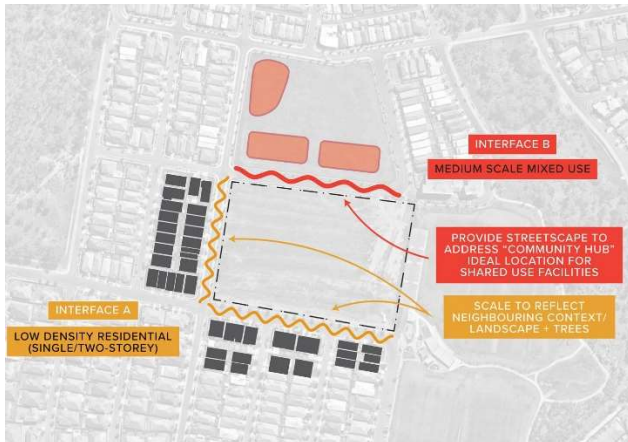 INTERFACE B
MEDIUM SCALE MIXED USE
PROVIDE STREETSCAPE TO
ADDRESS "COMMUNITY HUB"
IDEAL LOCATION FOR
SHARED USE FACILITIES
INTERFACE A
LOW DENSITY RESIDENTIAL
(SINGLE/TWO-STOREY)
SCALE TO REFLECT
NEIGHBOURING CONTEXT/
LANDSCAPE + TREES